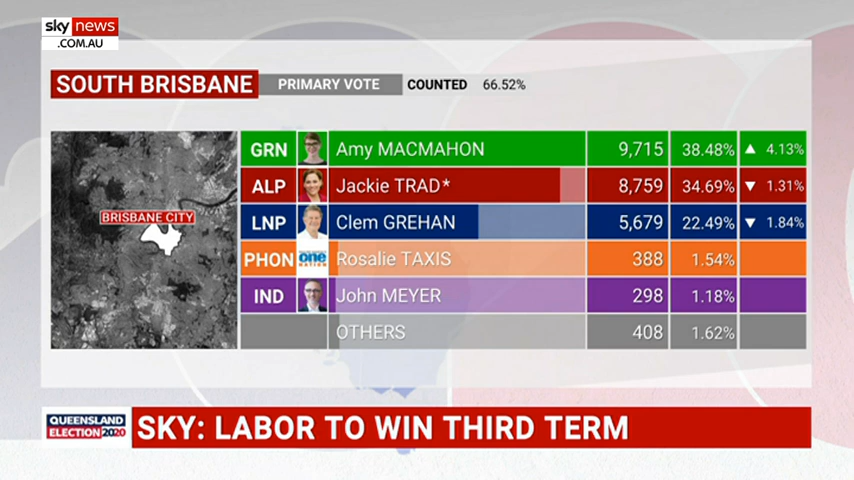 sky news
.COM.AU
SOUTH BRISBANE PRIMARY VOTE COUNTED 66.52%
BRISBANE CITY
GRN Amy MACMAHON 9,715 38.48% ▲ 4.13%
ALP Jackie TRAD* 8,759 34.69% ▼ 1.31%
LNP Clem GREHAN 5,679 22.49% ▼ 1.84%
PHON one NATION Rosalie TAXIS 388 1.54%
IND John MEYER 298 1.18%
OTHERS 408 1.62%
QUEENSLAND
ELECTION 2020
SKY: LABOR TO WIN THIRD TERM